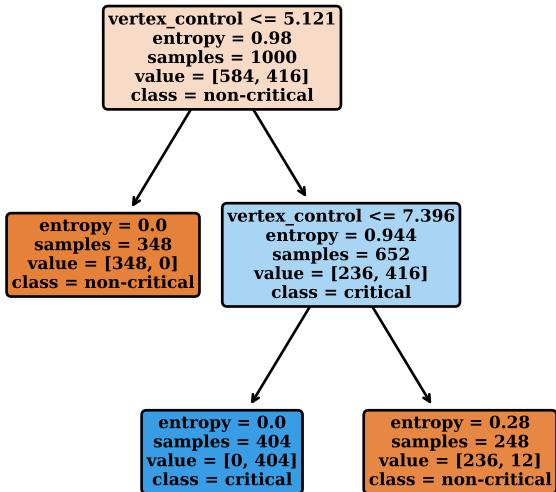 vertex_control <= 5.121
entropy = 0.98
samples = 1000
value = [584, 416]
class = non-critical
entropy = 0.0
samples = 348
value = [348, 0]
class = non-critical
vertex_control <= 7.396
entropy = 0.944
samples = 652
value = [236, 416]
class = critical
entropy = 0.0
samples = 404
value = [0, 404]
class = critical
entropy = 0.28
samples = 248
value = [236, 12]
class = non-critical